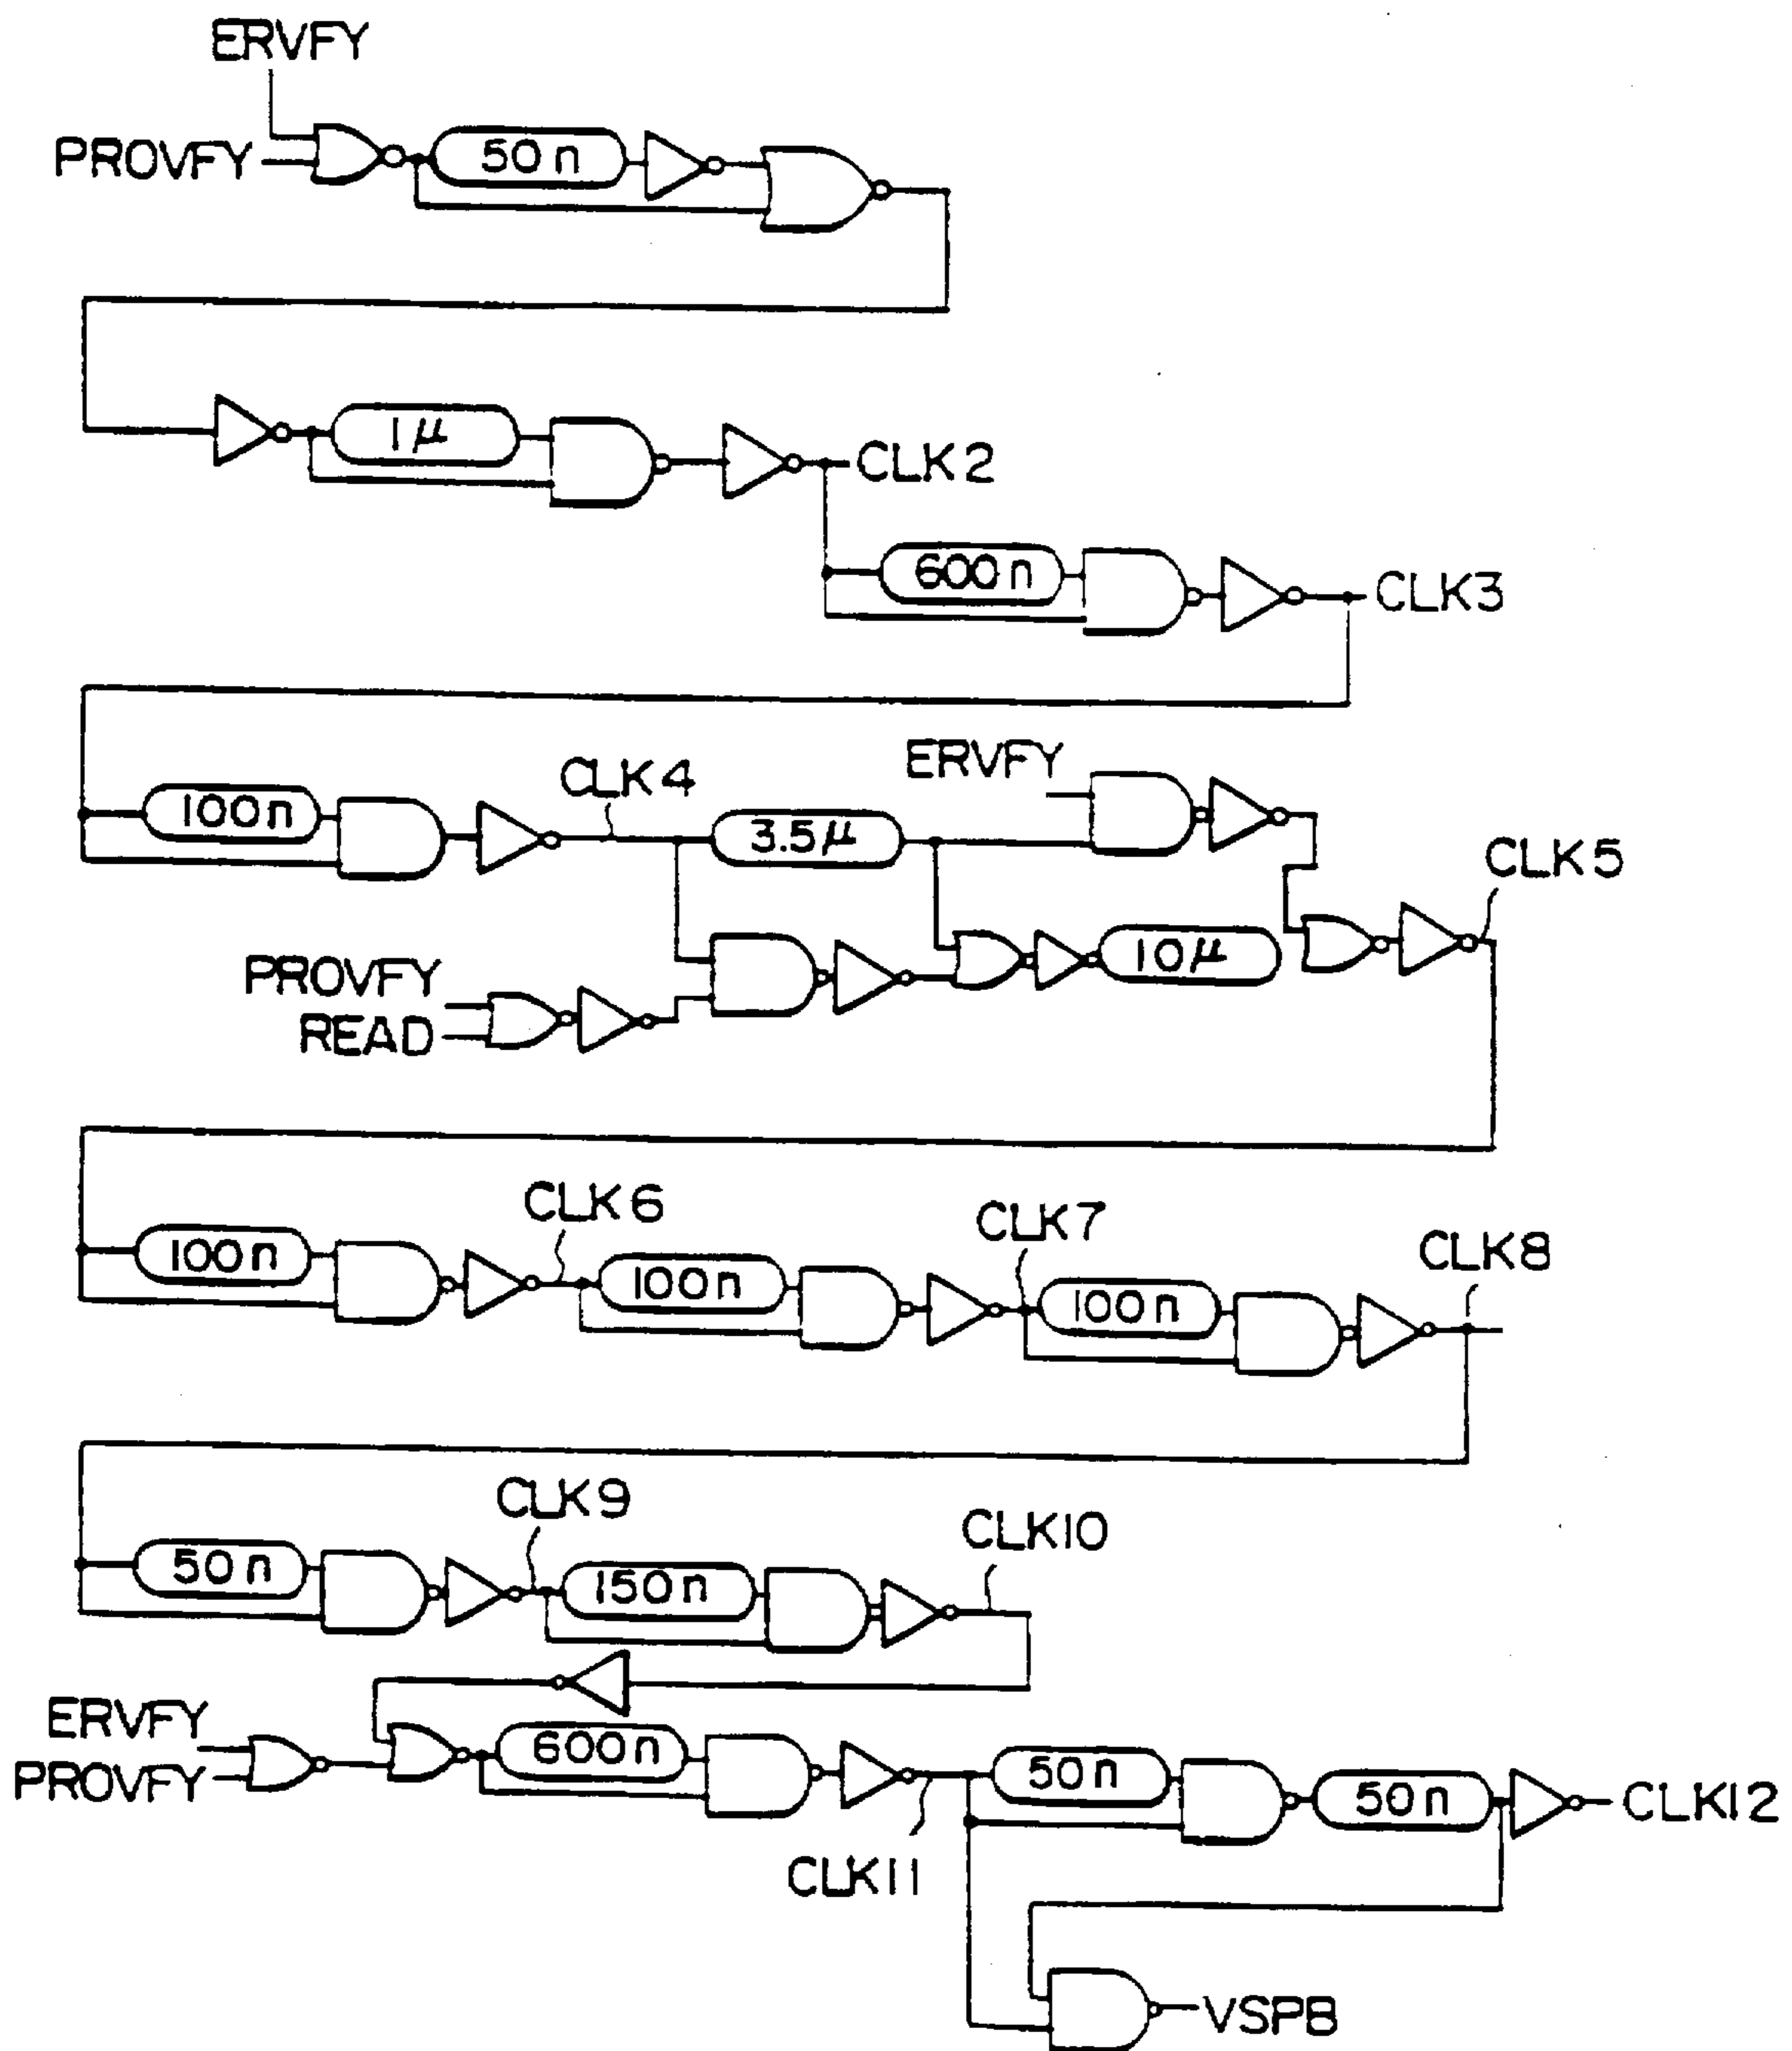 ERVFY
PROVFY
50n
1μ
CLK2
600n
CLK3
ERVFY
CLK4
100n
3.5μ
CLK5
10μ
PROVFY
READ
CLK6
CLK7
CLK8
100n
100n
100n
CLK9
CLK10
50n
150n
ERVFY
PROVFY
600n
50n
50n
CLK12
CLK11
VSPB